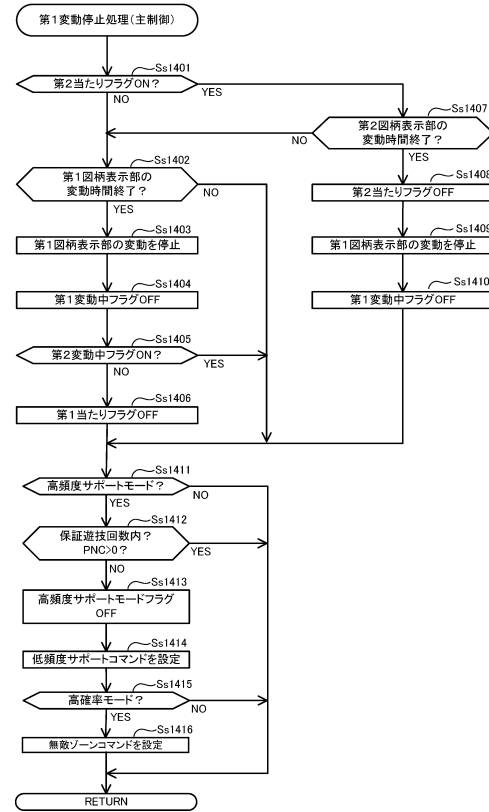 第1変動停止処理(主制御)
Ss1401
第2当たりフラグON?
YES
NO
Ss1407
第2図柄表示部の
変動時間終了?
NO
YES
Ss1402
第1図柄表示部の
変動時間終了?
NO
YES
Ss1408
第2当たりフラグOFF
Ss1403
第1図柄表示部の変動を停止
Ss1409
第1図柄表示部の変動を停止
Ss1404
第1変動中フラグOFF
Ss1410
第1変動中フラグOFF
Ss1405
第2変動中フラグON?
YES
NO
Ss1406
第1当たりフラグOFF
Ss1411
高頻度サポートモード?
NO
YES
Ss1412
保証遊技回数内?
PNC>0?
YES
NO
Ss1413
高頻度サポートモードフラグ
OFF
Ss1414
低頻度サポートコマンドを設定
Ss1415
高確率モード?
NO
YES
Ss1416
無敵ゾーンコマンドを設定
RETURN